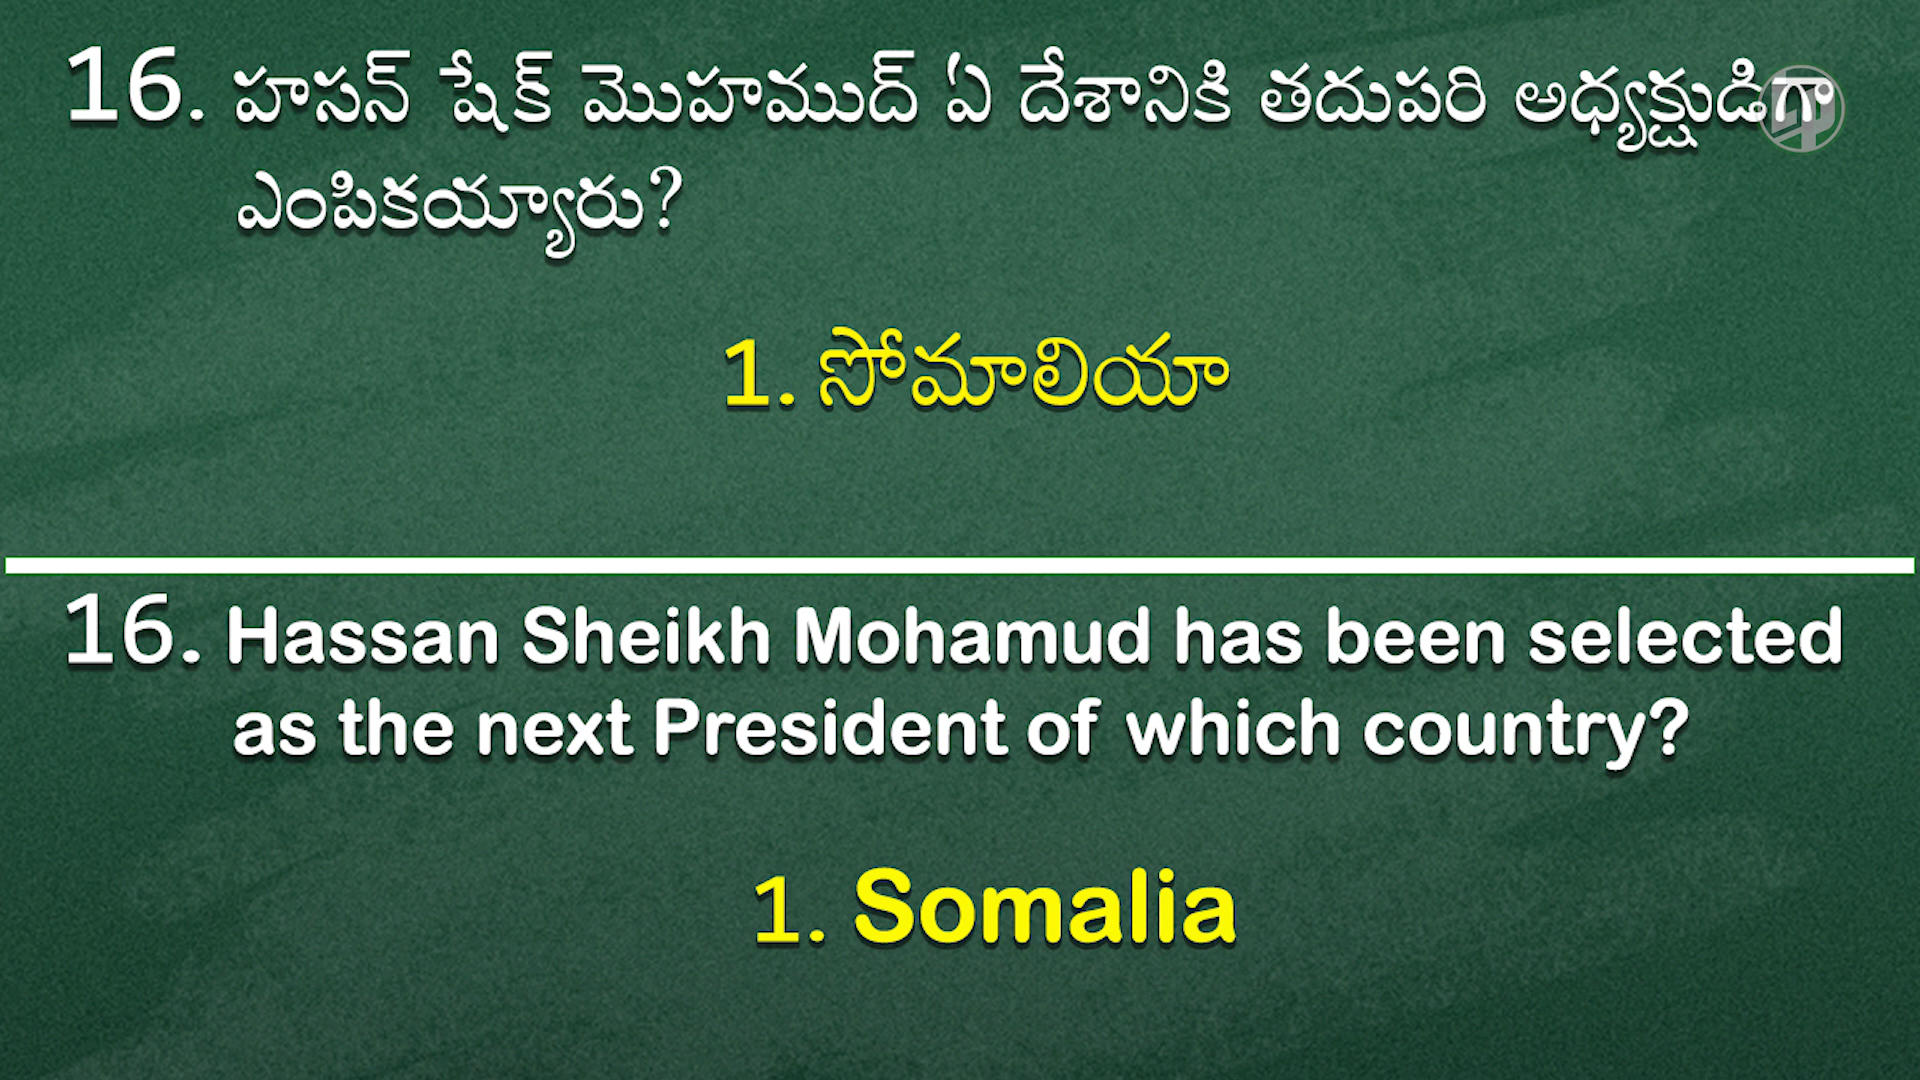 16. హసన్ షేక్ మొహముద్ ఏ దేశానికి తదుపరి అధ్యక్షుడిగా
ఎంపికయ్యారు?
1. సోమాలియా
16. Hassan Sheikh Mohamud has been selected
as the next President of which country?
1. Somalia